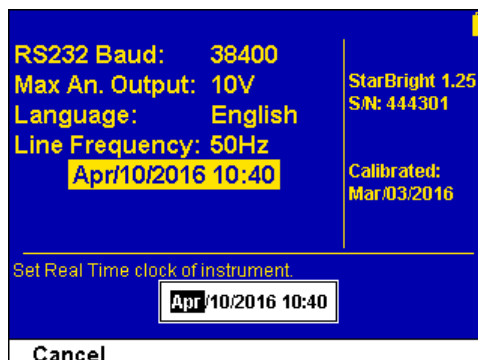 RS232 Baud: 38400
Max An. Output: 10V
Language: English
Line Frequency: 50Hz
Apr/10/2016 10:40
StarBright 1.25
S/N: 444301
Calibrated:
Mar/03/2016
Set Real Time clock of instrument.
Apr/10/2016 10:40
Cancel